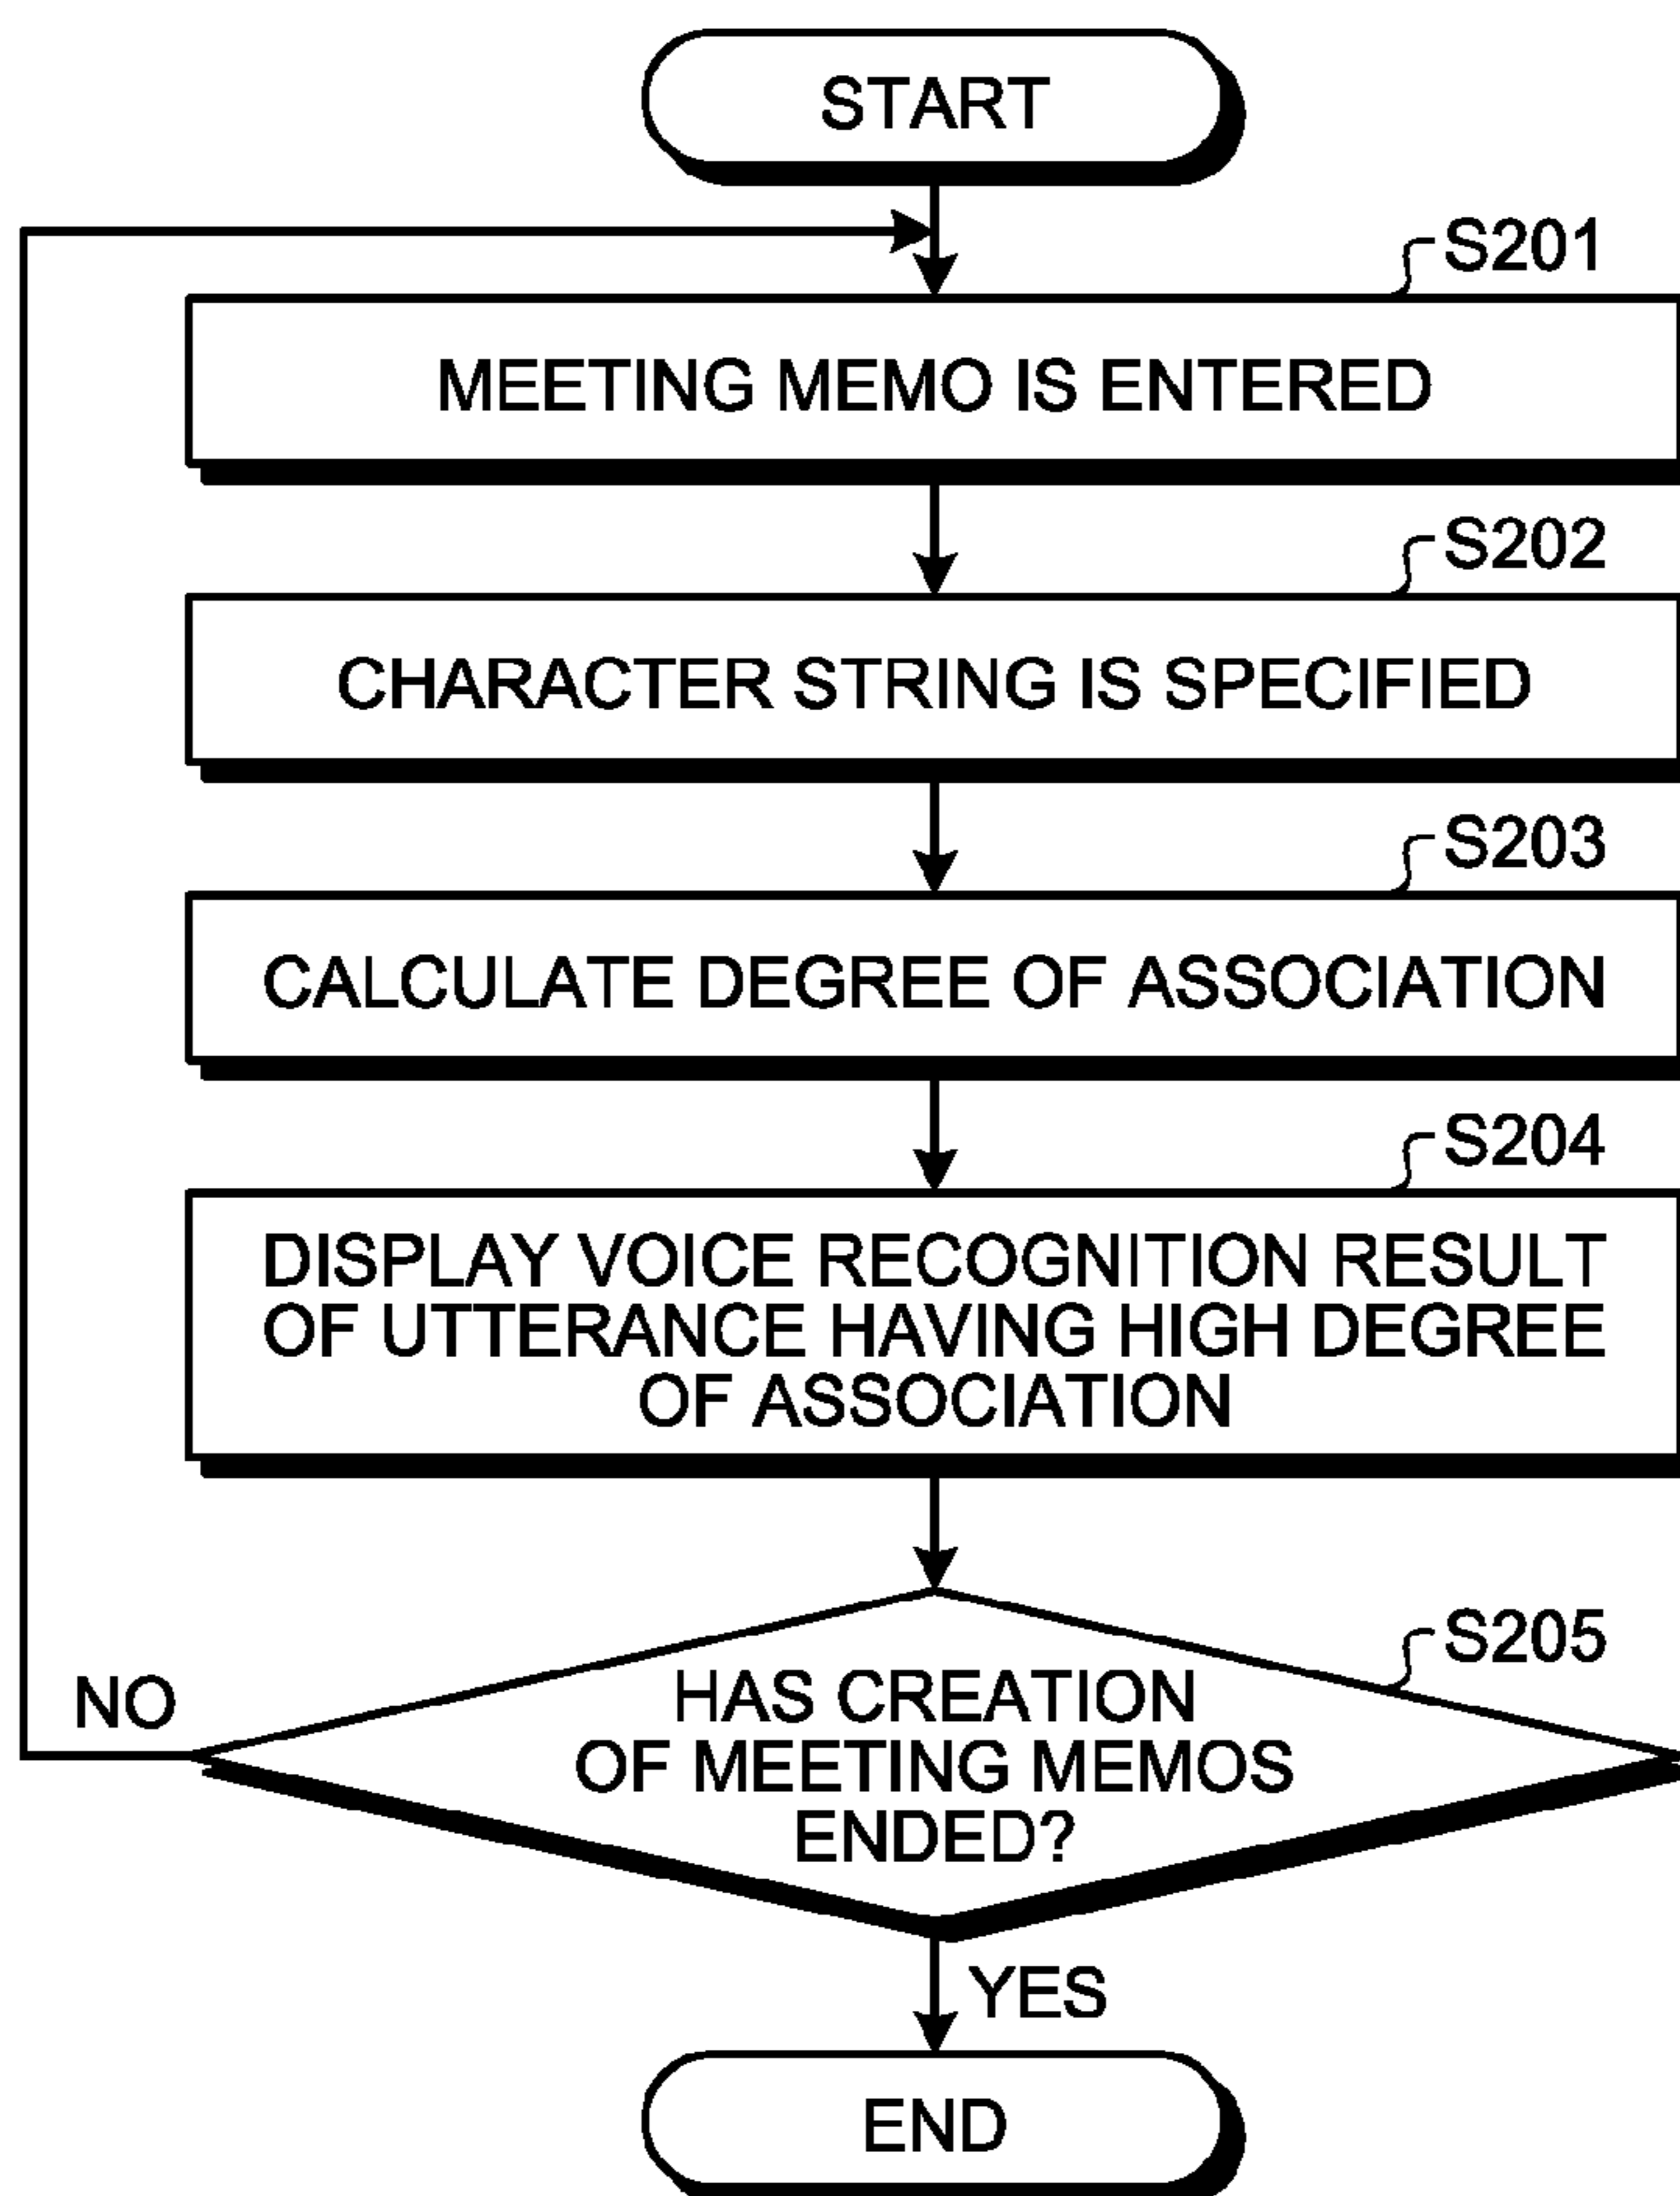 START
S201
MEETING MEMO IS ENTERED
S202
CHARACTER STRING IS SPECIFIED
S203
CALCULATE DEGREE OF ASSOCIATION
S204
DISPLAY VOICE RECOGNITION RESULT
OF UTTERANCE HAVING HIGH DEGREE
OF ASSOCIATION
S205
HAS CREATION
OF MEETING MEMOS
ENDED?
NO
YES
END